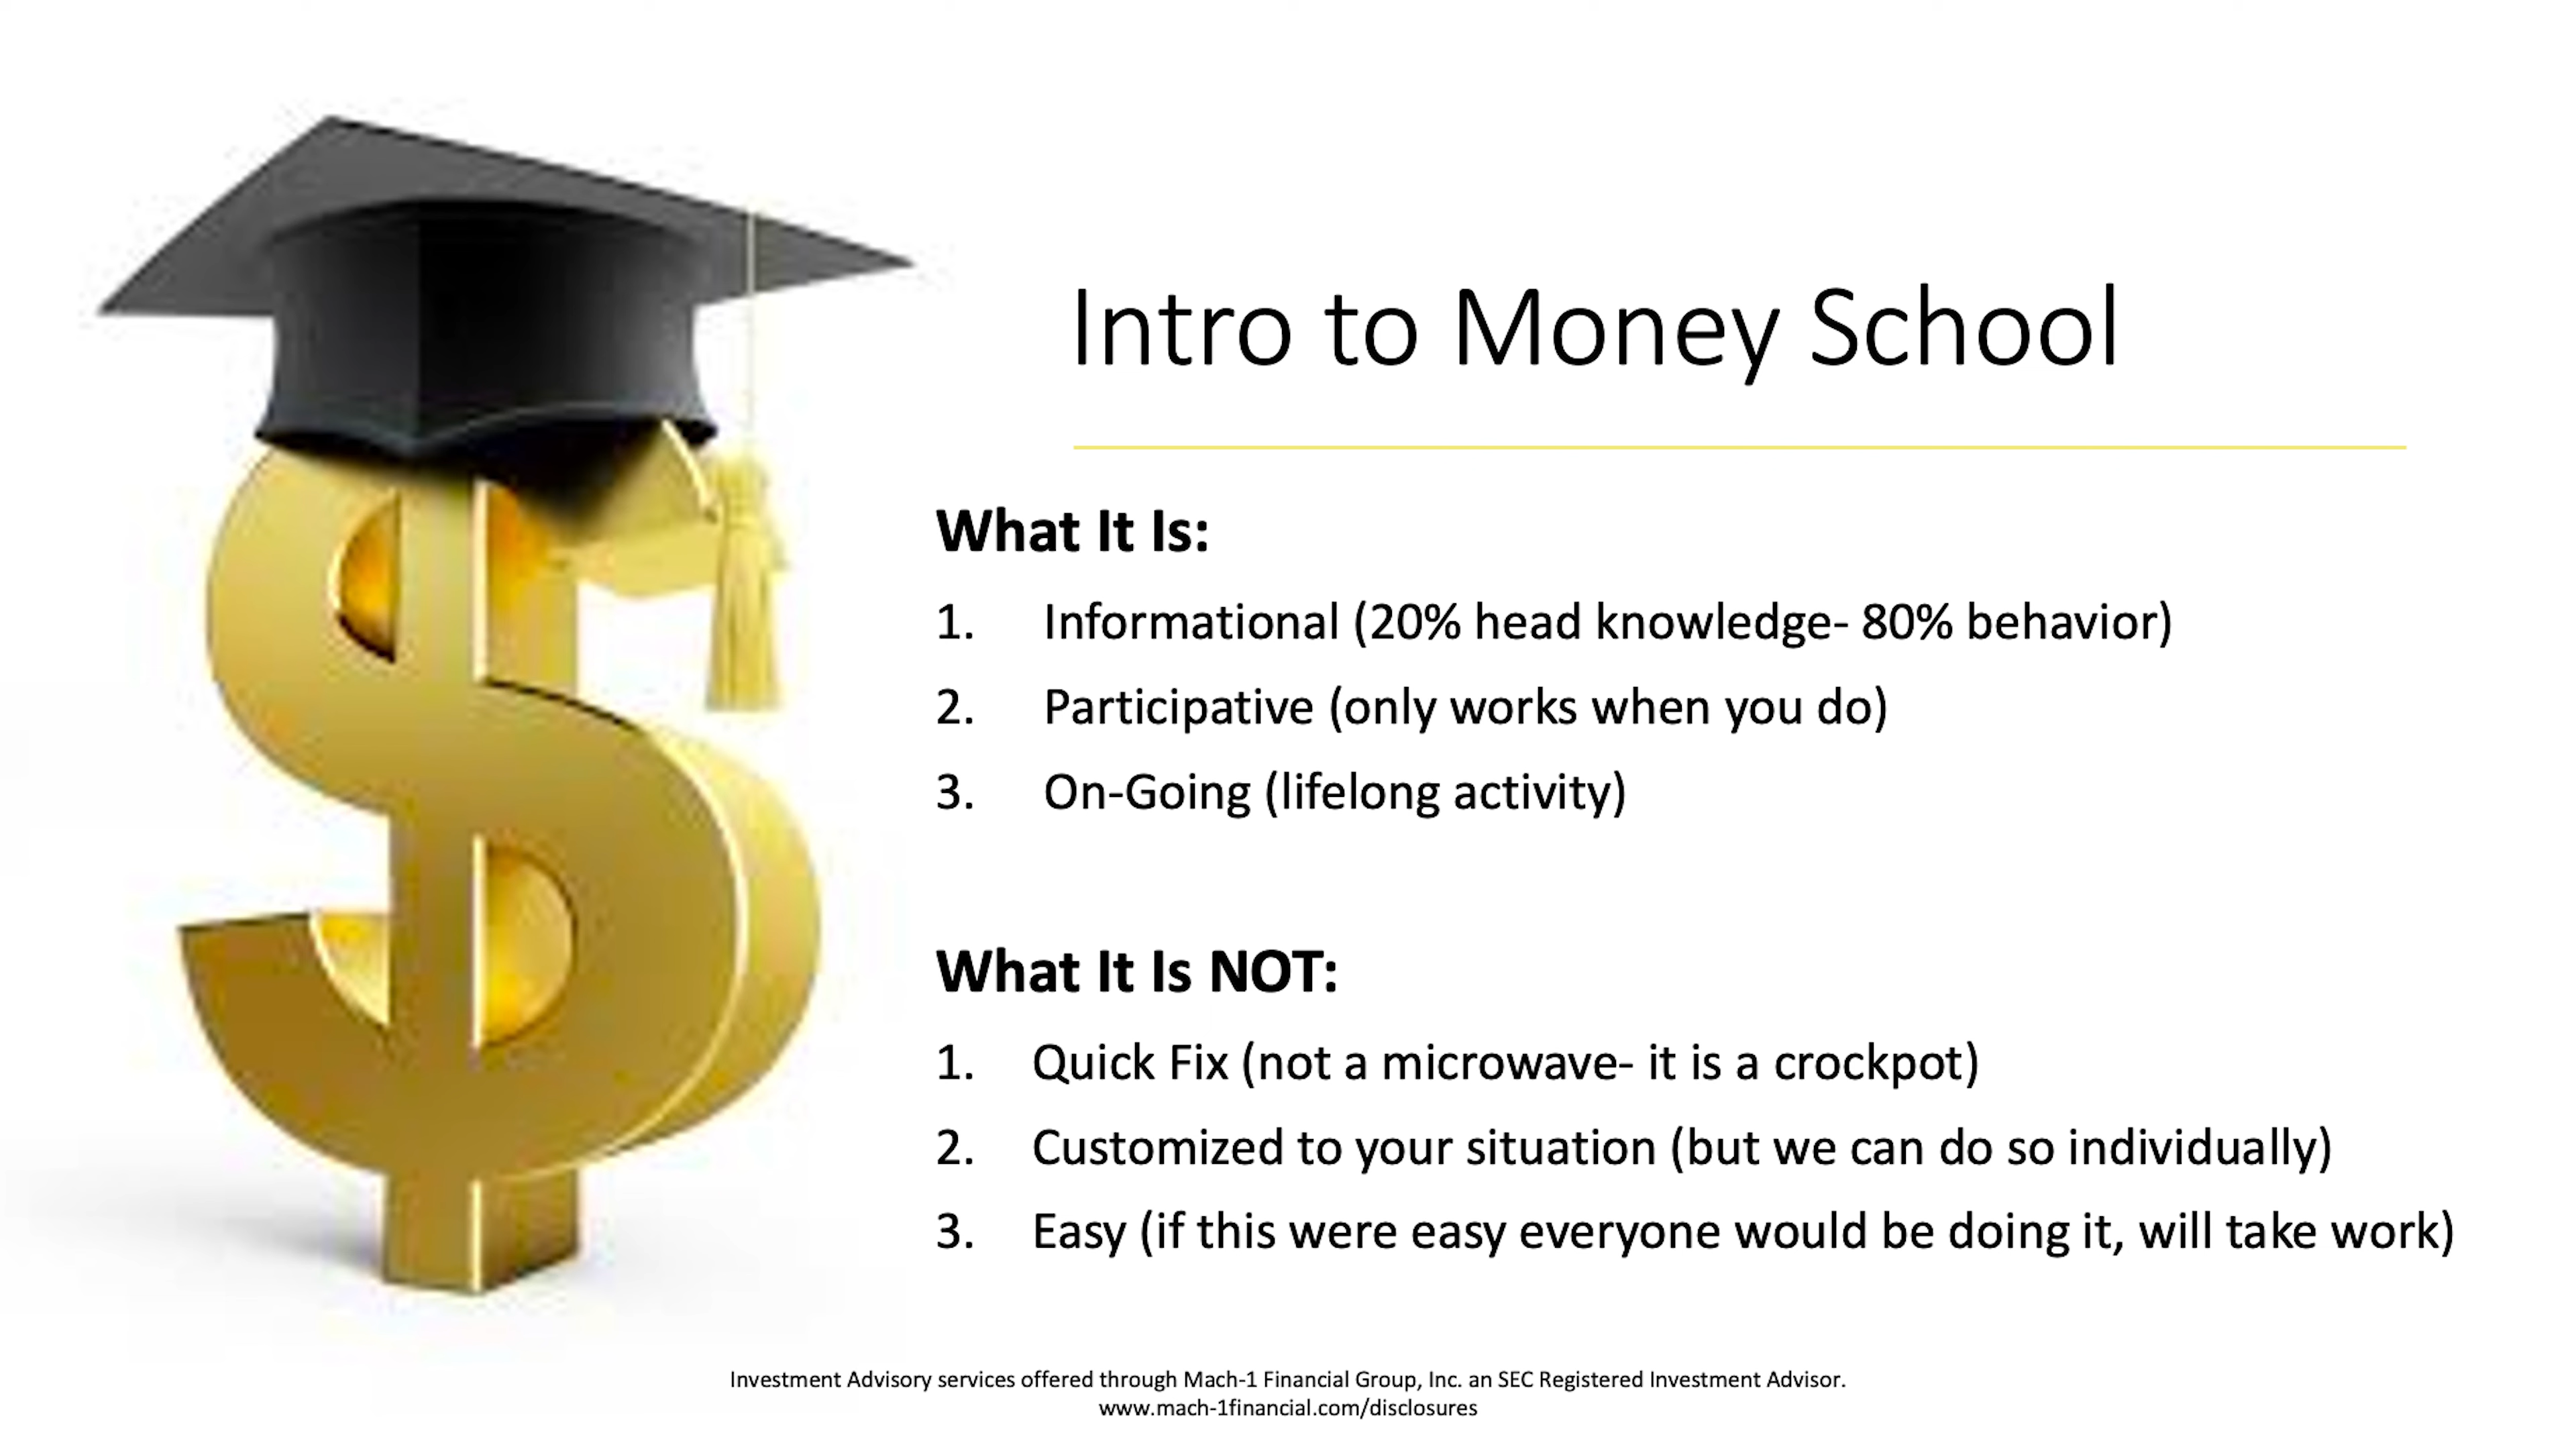 Intro to Money School
What It Is:
1. Informational (20% head knowledge- 80% behavior)
2. Participative (only works when you do)
3. On-Going (lifelong activity)
What It Is NOT:
1. Quick Fix (not a microwave- it is a crockpot)
2. Customized to your situation (but we can do so individually)
3. Easy (if this were easy everyone would be doing it, will take work)
Investment Advisory services offered through Mach-1 Financial Group, Inc. an SEC Registered Investment Advisor.
www.mach-1financial.com/disclosures